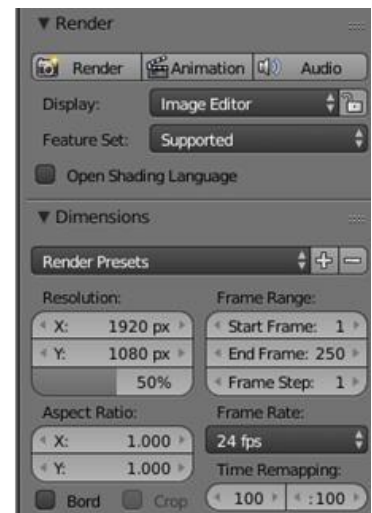 Render
Render Animation Audio
Display: Image Editor
Feature Set: Supported
Open Shading Language
Dimensions
Render Presets
Resolution: Frame Range:
X: 1920 px Start Frame: 1
Y: 1080 px End Frame: 250
50% Frame Step: 1
Aspect Ratio: Frame Rate:
X: 1.000 24 fps
Y: 1.000 Time Remapping:
Bord Crop 100 :100